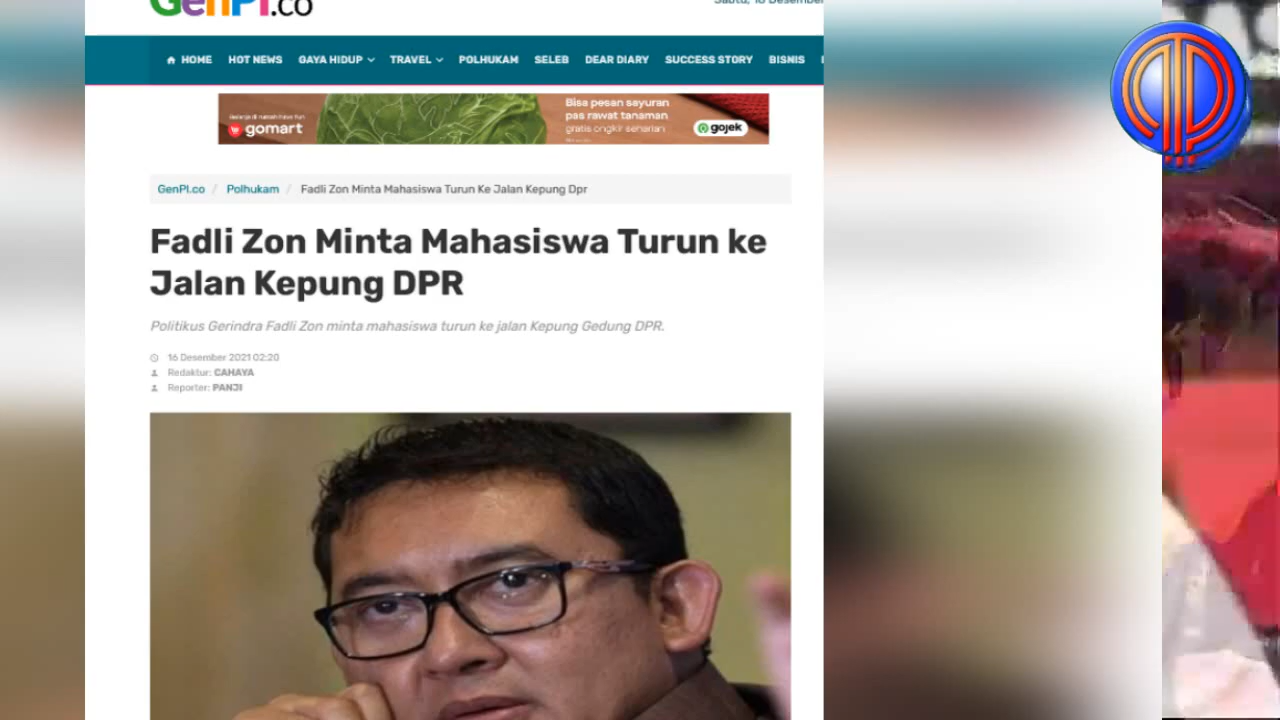 GenPI.co
Sabtu, 18 Desember
HOME HOT NEWS GAYA HIDUP TRAVEL POLHUKAM SELEB DEAR DIARY SUCCESS STORY BISNIS
Bisa pesan sayuran
pas rawat tanaman
gratis ongkir seharian
gomart
gojek
GenPI.co / Polhukam / Fadli Zon Minta Mahasiswa Turun Ke Jalan Kepung Dpr
Fadli Zon Minta Mahasiswa Turun ke
Jalan Kepung DPR
Politikus Gerindra Fadli Zon minta mahasiswa turun ke jalan Kepung Gedung DPR.
16 Desember 2021 02:20
Redaktur: CAHAYA
Reporter: PANJI